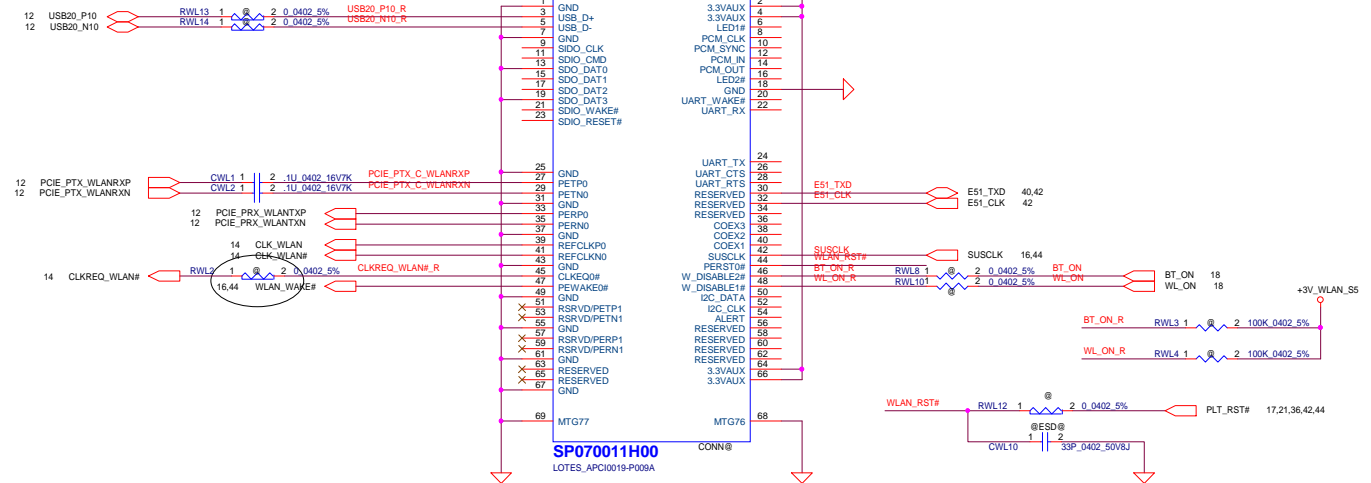 12 USB20_P10 RWL13 1 @ 2 0_0402_5% USB20_P10_R
12 USB20_N10 RWL14 1 @ 2 0_0402_5% USB20_N10_R
1 GND 3.3VAUX 2
3 USB_D+ 3.3VAUX 4
5 USB_D- LED1# 6
7 GND PCM_CLK 8
9 SIDO_CLK PCM_SYNC 10
11 SDIO_CMD PCM_IN 12
13 SDO_DAT0 PCM_OUT 14
15 SDO_DAT1 LED2# 16
17 SDO_DAT2 GND 18
19 SDO_DAT3 UART_WAKE# 20
21 SDIO_WAKE# UART_RX 22
23 SDIO_RESET#
UART_TX 24
25 GND UART_CTS 26
12 PCIE_PTX_WLANRXP CWL1 1 2 .1U_0402_16V7K PCIE_PTX_C_WLANRXP 27 PETP0 UART_RTS 28
12 PCIE_PTX_WLANRXN CWL2 1 2 .1U_0402_16V7K PCIE_PTX_C_WLANRXN 29 PETN0 RESERVED 30 E51_TXD E51_TXD 40,42
31 GND RESERVED 32 E51_CLK E51_CLK 42
12 PCIE_PRX_WLANTXP 33 PERP0 RESERVED 34
12 PCIE_PRX_WLANTXN 35 PERN0 COEX3 36
37 GND COEX2 38
14 CLK_WLAN 39 REFCLKP0 COEX1 40
14 CLK_WLAN# 41 REFCLKN0 SUSCLK 42 SUSCLK SUSCLK 16,44
43 GND PERST0# 44 WLAN_RST#
14 CLKREQ_WLAN# RWL2 1 @ 2 0_0402_5% CLKREQ_WLAN#_R 45 CLKEQ0# W_DISABLE2# 46 BT_ON_R RWL8 1 @ 2 0_0402_5% BT_ON BT_ON 18
16,44 WLAN_WAKE# 47 PEWAKE0# W_DISABLE1# 48 WL_ON_R RWL10 1 @ 2 0_0402_5% WL_ON WL_ON 18
49 GND I2C_DATA 50
51 RSRVD/PETP1 I2C_CLK 52
53 RSRVD/PETN1 ALERT 54
55 GND RESERVED 56
57 RSRVD/PERP1 RESERVED 58
59 RSRVD/PERN1 RESERVED 60
61 GND RESERVED 62
63 RESERVED 3.3VAUX 64
65 RESERVED 3.3VAUX 66
67 GND
69 MTG77 MTG76 68
SP070011H00 CONN@
LOTES_APCI0019-P009A
+3V_WLAN_S5
BT_ON_R RWL3 1 @ 2 100K_0402_5%
WL_ON_R RWL4 1 @ 2 100K_0402_5%
WLAN_RST# RWL12 1 @ 2 0_0402_5% PLT_RST# 17,21,36,42,44
@ESD@
CWL10 1 2 33P_0402_50V8J